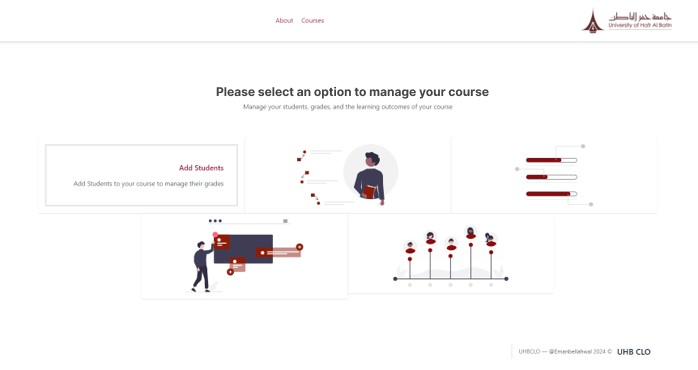 About Courses
جامعة حفر الباطن
University of Hafr Al Batin
Please select an option to manage your course
Manage your students, grades, and the learning outcomes of your course
Add Students
Add Students to your course to manage their grades
UHBCLO — @Emanbellahwal 2024 © UHB CLO